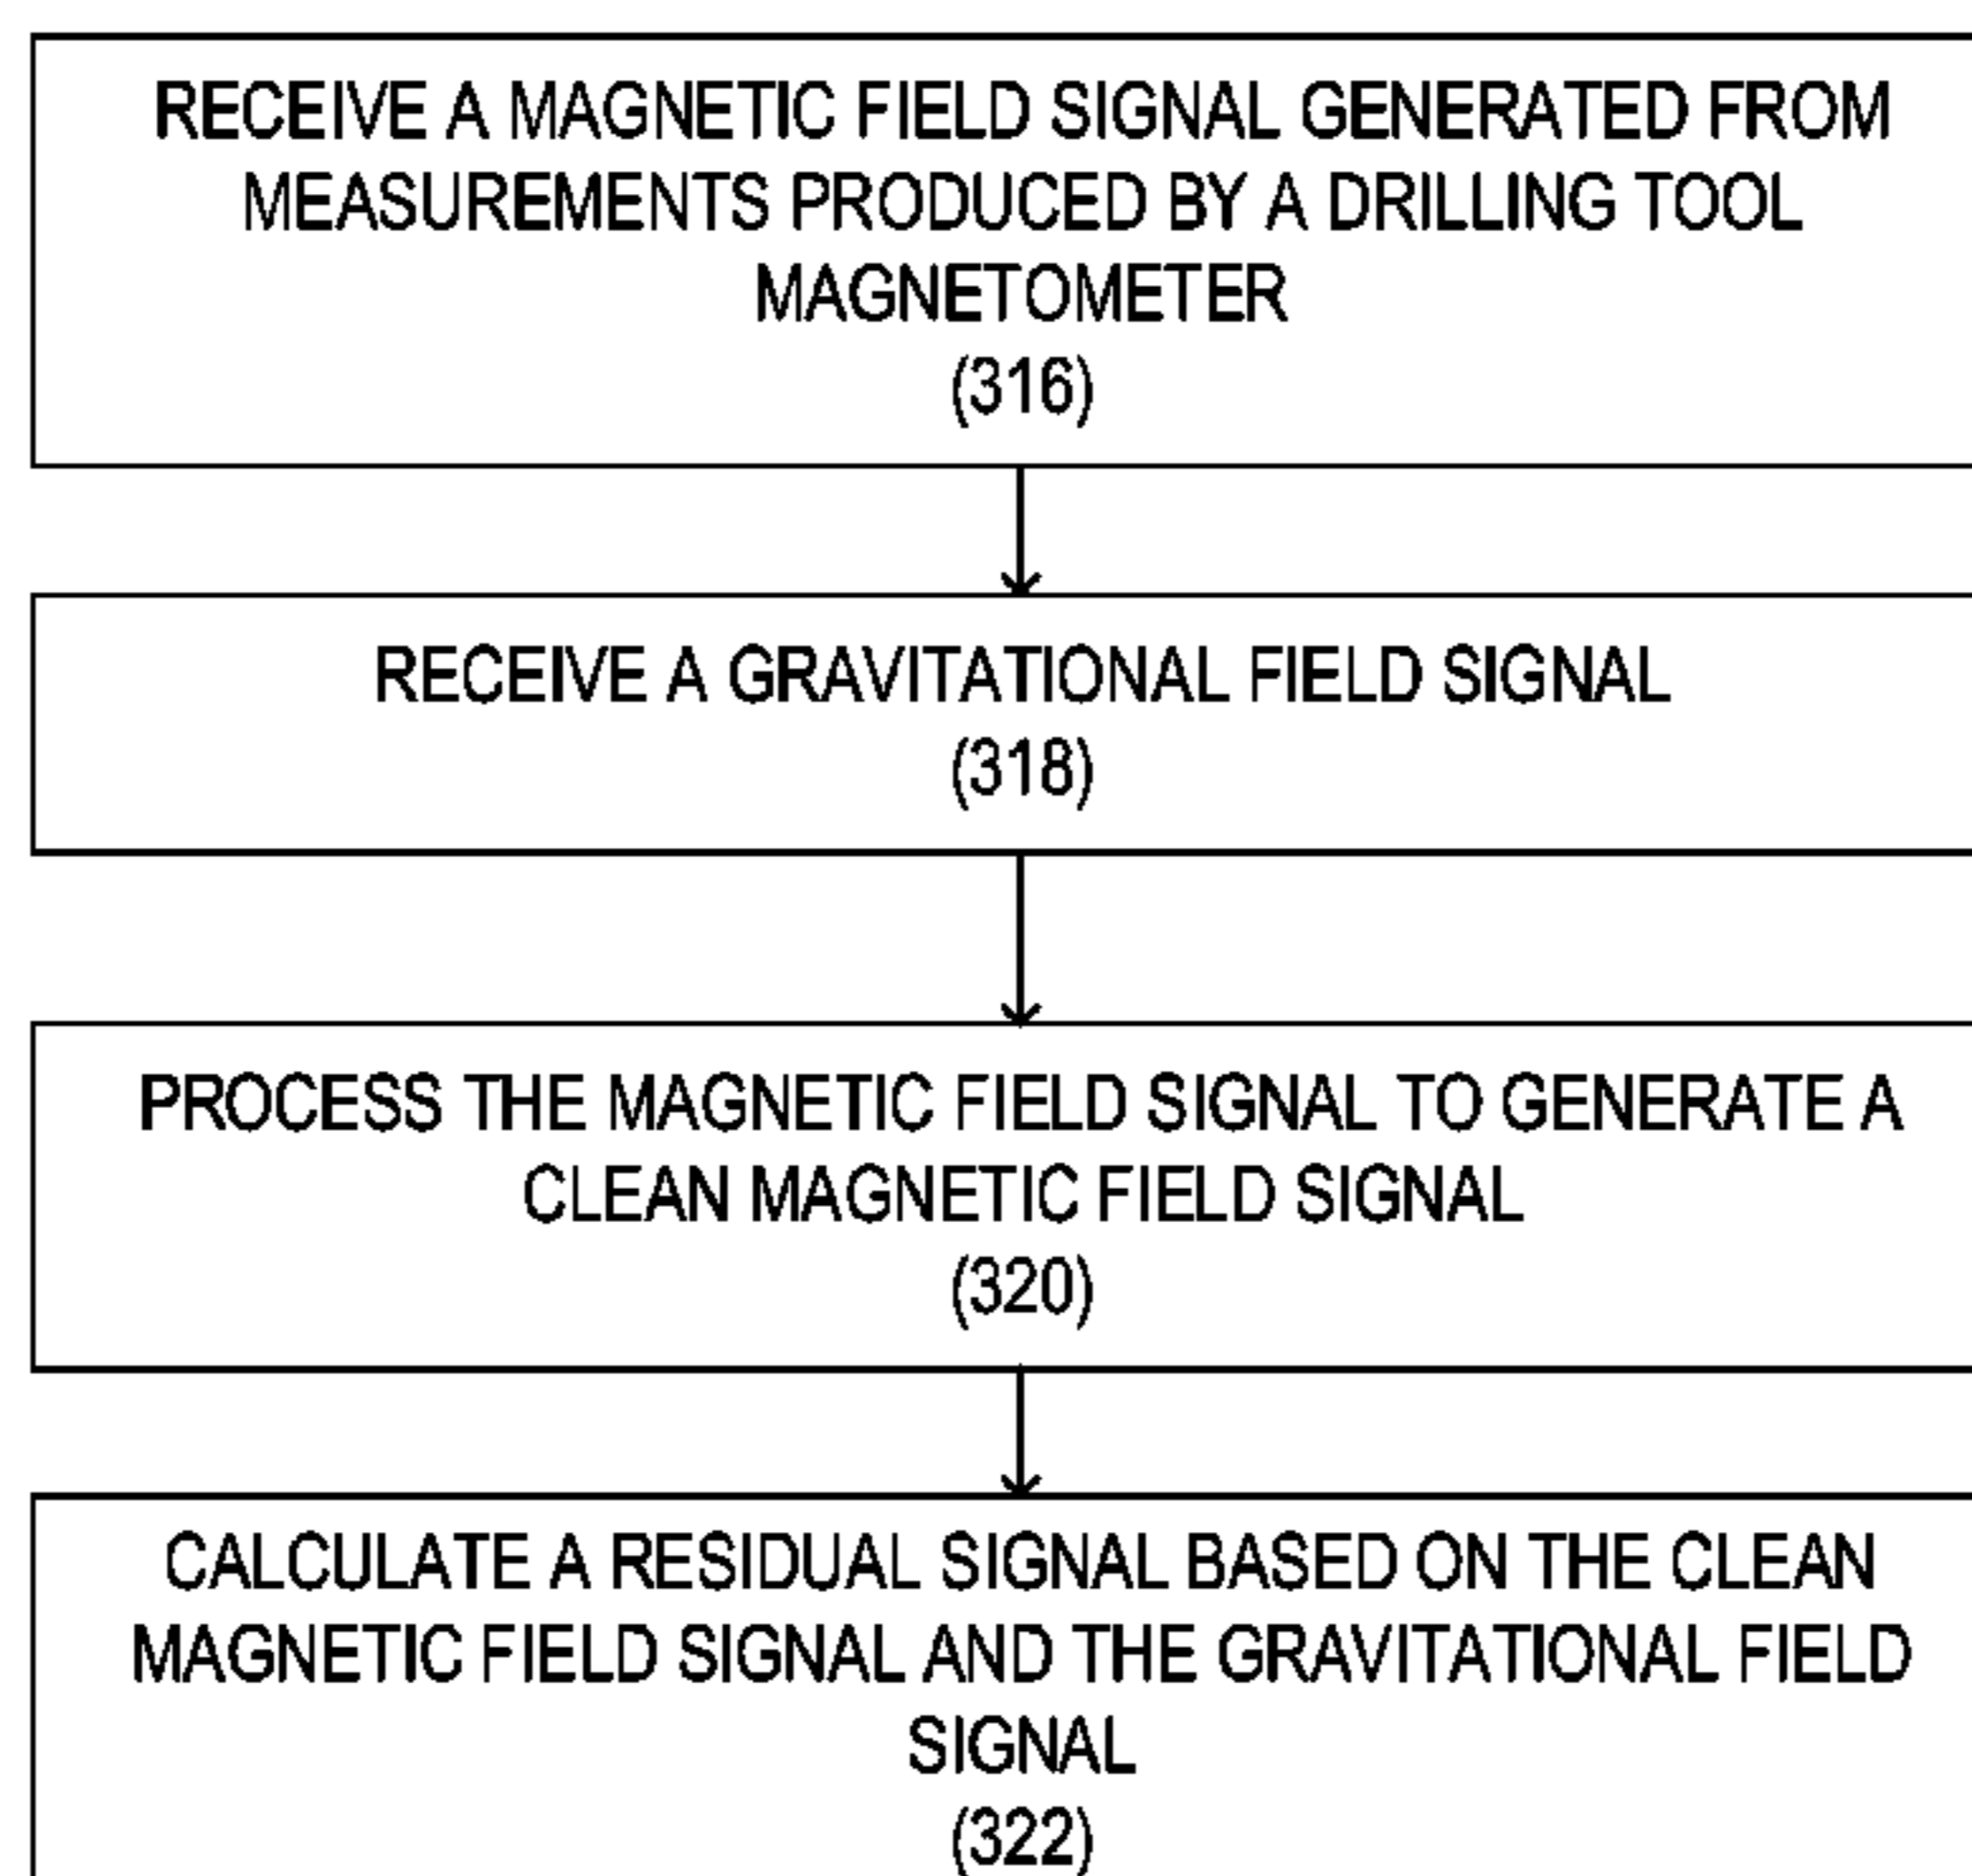 RECEIVE A MAGNETIC FIELD SIGNAL GENERATED FROM
MEASUREMENTS PRODUCED BY A DRILLING TOOL
MAGNETOMETER
(316)
RECEIVE A GRAVITATIONAL FIELD SIGNAL
(318)
PROCESS THE MAGNETIC FIELD SIGNAL TO GENERATE A
CLEAN MAGNETIC FIELD SIGNAL
(320)
CALCULATE A RESIDUAL SIGNAL BASED ON THE CLEAN
MAGNETIC FIELD SIGNAL AND THE GRAVITATIONAL FIELD
SIGNAL
(322)